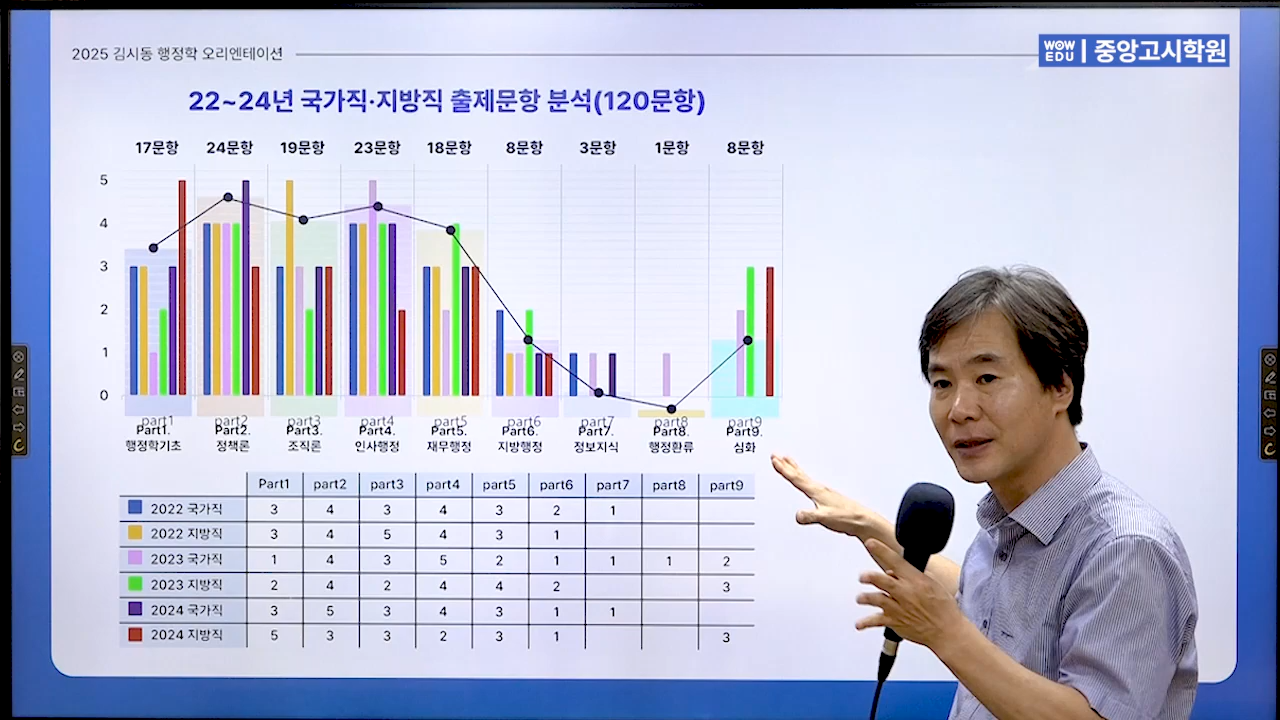 2025 김시동 행정학 오리엔테이션
WOW EDU | 중앙고시학원
22~24년 국가직·지방직 출제문항 분석(120문항)
17문항 24문항 19문항 23문항 18문항 8문항 3문항 1문항 8문항
5
4
3
2
1
0
part1 part2 part3 part4 part5 part6 part7 part8 part9
Part1. Part2. Part3. Part4. Part5. Part6. Part7. Part8. Part9.
행정학기초 정책론 조직론 인사행정 재무행정 지방행정 정보지식 행정환류 심화
Part1 part2 part3 part4 part5 part6 part7 part8 part9
2022 국가직 3 4 3 4 3 2 1
2022 지방직 3 4 5 4 3 1
2023 국가직 1 4 3 5 2 1 1 1 2
2023 지방직 2 4 2 4 4 2 3
2024 국가직 3 5 3 4 3 1 1
2024 지방직 5 3 3 2 3 1 3